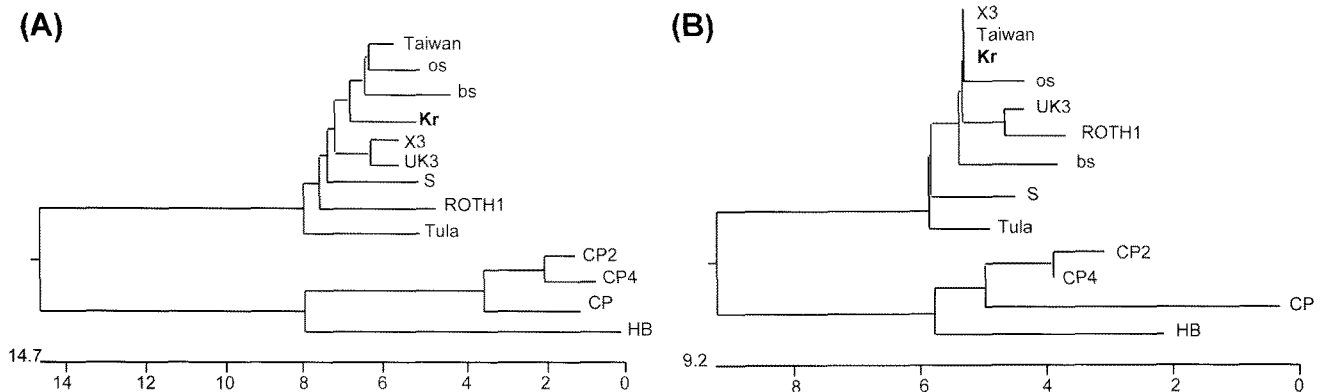 (A)
Taiwan
os
bs
Kr
X3
UK3
S
ROTH1
Tula
CP2
CP4
CP
HB
14.7
14 12 10 8 6 4 2 0
(B)
X3
Taiwan
Kr
os
UK3
ROTH1
bs
S
Tula
CP2
CP4
CP
HB
9.2
8 6 4 2 0